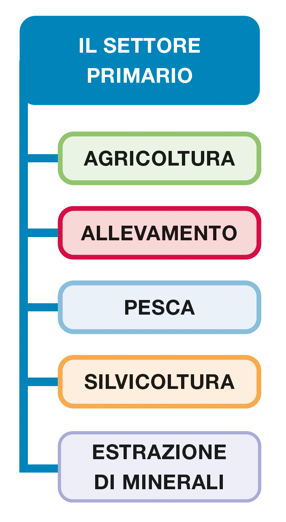 IL SETTORE
PRIMARIO
AGRICOLTURA
ALLEVAMENTO
PESCA
SILVICOLTURA
ESTRAZIONE
DI MINERALI